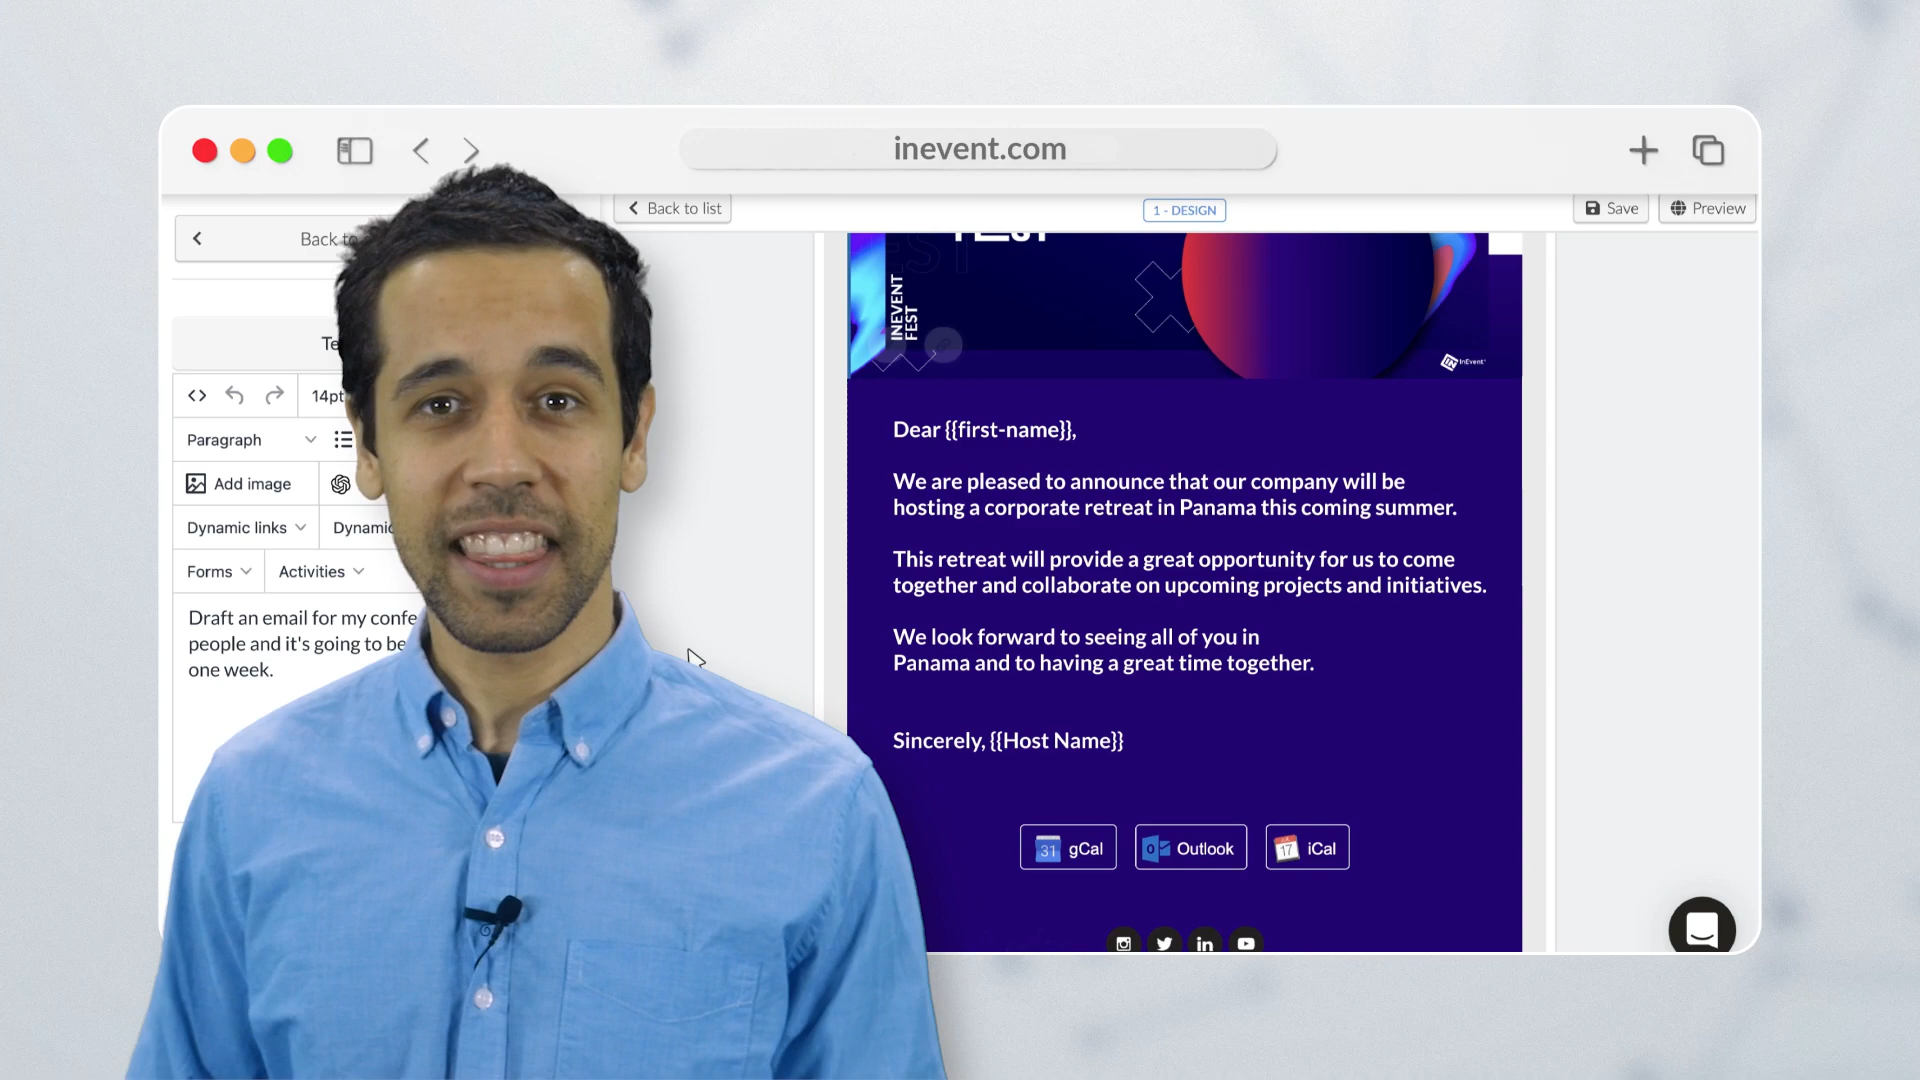 inevent.com
Back to list
1 - DESIGN
Save
Preview
Back to
INEVENT
FEST
InEvent
14pt
Paragraph
Add image
Dynamic links
Forms
Activities
Draft an email for my
people and it's going to be
one week.
Dear {{first-name}},
We are pleased to announce that our company will be
hosting a corporate retreat in Panama this coming summer.
This retreat will provide a great opportunity for us to come
together and collaborate on upcoming projects and initiatives.
We look forward to seeing all of you in
Panama and to having a great time together.
Sincerely, {{Host Name}}
31 gCal
Outlook
17 iCal